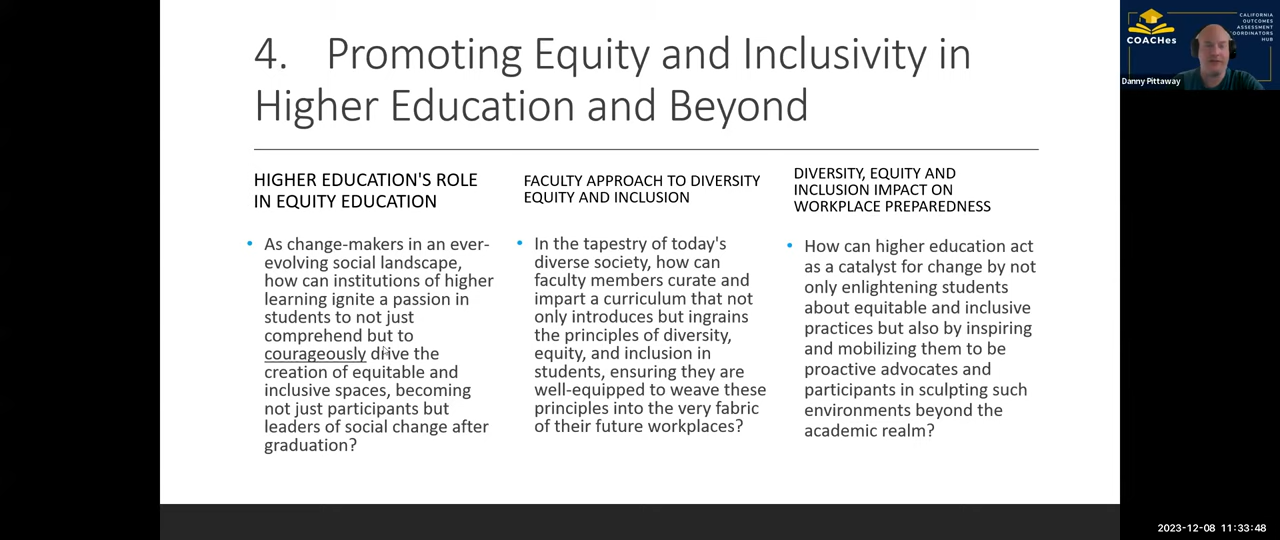 4. Promoting Equity and Inclusivity in
Higher Education and Beyond
HIGHER EDUCATION'S ROLE
IN EQUITY EDUCATION
As change-makers in an ever-
evolving social landscape,
how can institutions of higher
learning ignite a passion in
students to not just
comprehend but to
courageously drive the
creation of equitable and
inclusive spaces, becoming
not just participants but
leaders of social change after
graduation?
FACULTY APPROACH TO DIVERSITY
EQUITY AND INCLUSION
In the tapestry of today's
diverse society, how can
faculty members curate and
impart a curriculum that not
only introduces but ingrains
the principles of diversity,
equity, and inclusion in
students, ensuring they are
well-equipped to weave these
principles into the very fabric
of their future workplaces?
DIVERSITY, EQUITY AND
INCLUSION IMPACT ON
WORKPLACE PREPAREDNESS
How can higher education act
as a catalyst for change by not
only enlightening students
about equitable and inclusive
practices but also by inspiring
and mobilizing them to be
proactive advocates and
participants in sculpting such
environments beyond the
academic realm?
COACHes
CALIFORNIA
OUTCOMES
ASSESSMENT
COORDINATORS
HUB
Danny Pittaway
2023-12-08 11:33:48